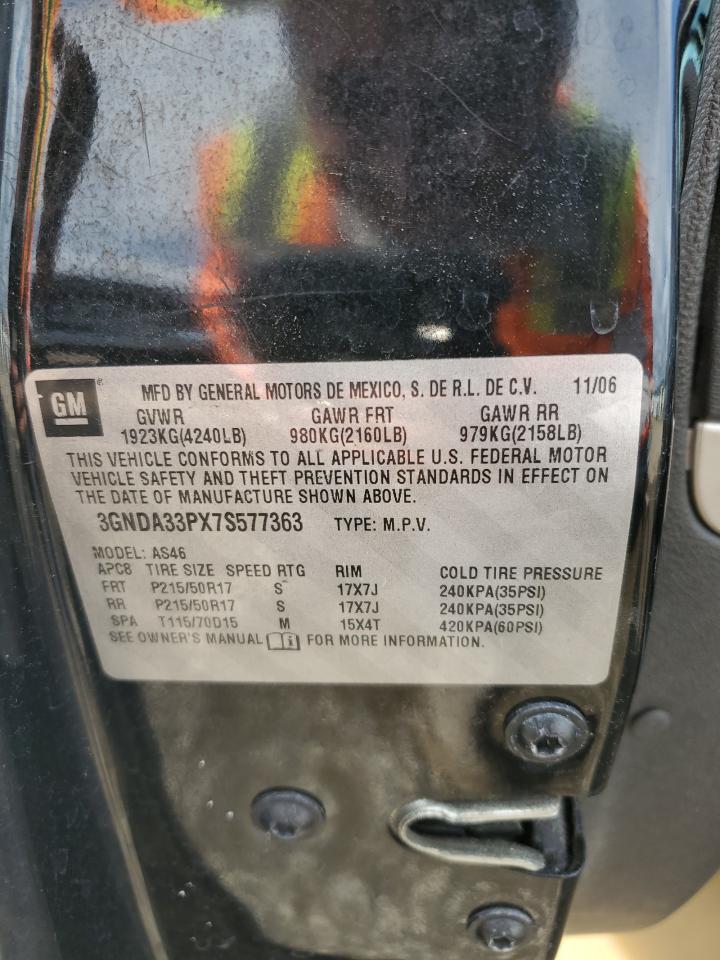 GM ® MFD BY GENERAL MOTORS DE MEXICO, S. DE R.L. DE C.V. 11/06
GVWR GAWR FRT GAWR RR
1923KG(4240LB) 980KG(2160LB) 979KG(2158LB)
THIS VEHICLE CONFORMS TO ALL APPLICABLE U.S. FEDERAL MOTOR
VEHICLE SAFETY AND THEFT PREVENTION STANDARDS IN EFFECT ON
THE DATE OF MANUFACTURE SHOWN ABOVE.
3GNDA33PX7S577363 TYPE: M.P.V.
MODEL: AS46
APC8 TIRE SIZE SPEED RTG RIM COLD TIRE PRESSURE
FRT P215/50R17 S 17X7J 240KPA(35PSI)
RR P215/50R17 S 17X7J 240KPA(35PSI)
SPA T115/70D15 M 15X4T 420KPA(60PSI)
SEE OWNER'S MANUAL FOR MORE INFORMATION.